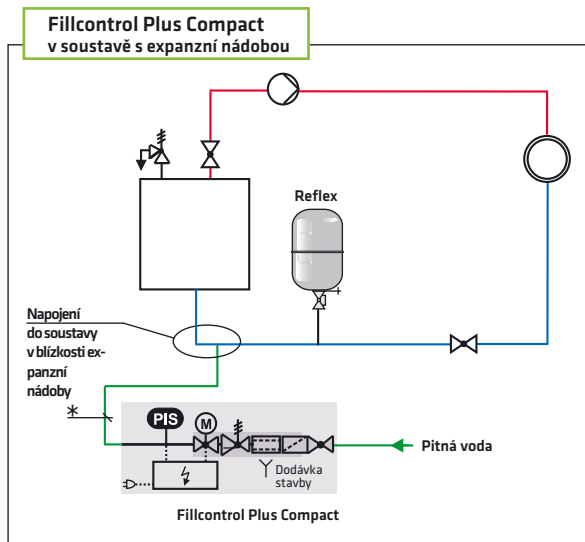 Fillcontrol Plus Compact
v soustavě s expanzní nádobou
Reflex
Napojení
do soustavy
v blízkosti ex-
panzní
nádoby
PIS
M
Pitná voda
Dodávka
stavby
Fillcontrol Plus Compact